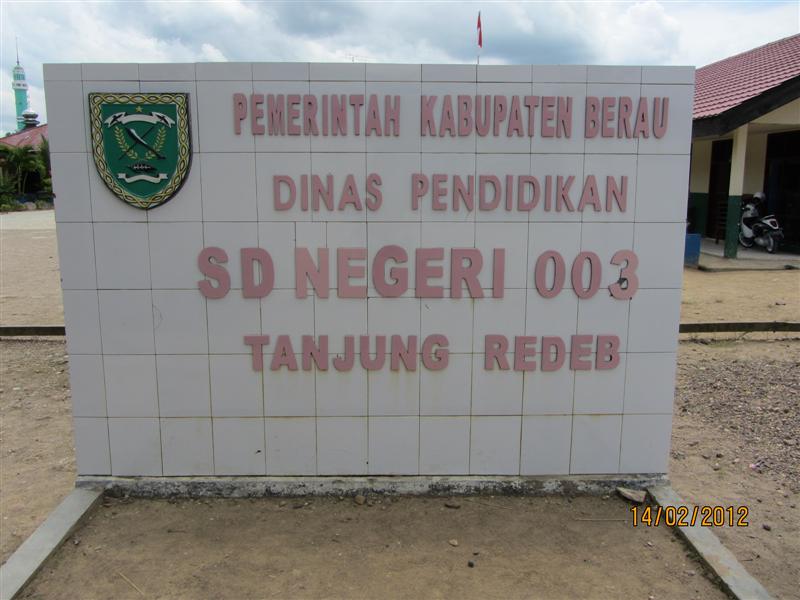 PEMERINTAH KABUPATEN BERAU
DINAS PENDIDIKAN
SD NEGERI 003
TANJUNG REDEB
14/02/2012